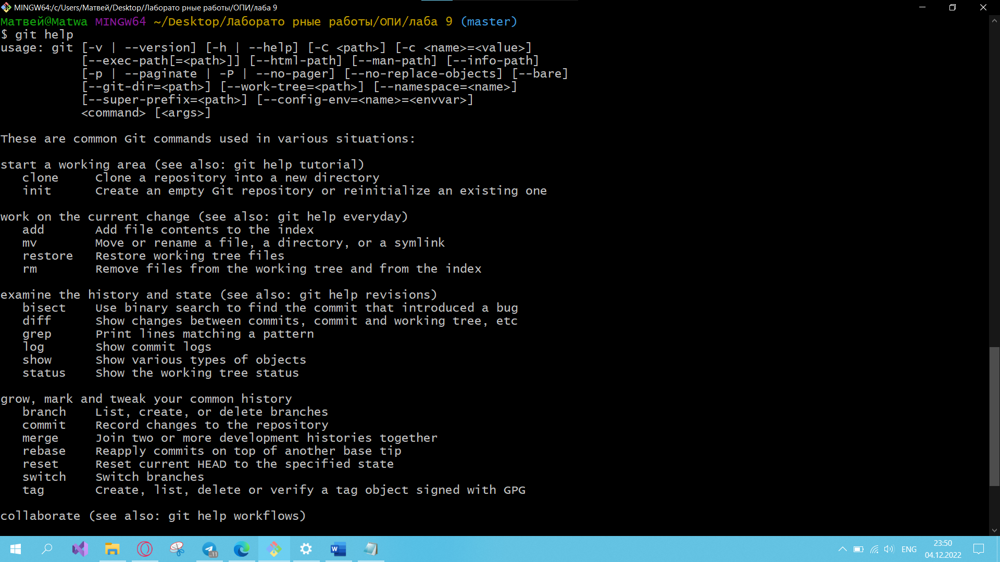 MINGW64:/c/Users/Матвей/Desktop/Лаборато рные работы/ОПИ/лаба 9
Матвей@Matwa MINGW64 ~/Desktop/Лаборато рные работы/ОПИ/лаба 9 (master)
$ git help
usage: git [-v | --version] [-h | --help] [-C <path>] [-c <name>=<value>]
           [--exec-path[=<path>]] [--html-path] [--man-path] [--info-path]
           [-p | --paginate | -P | --no-pager] [--no-replace-objects] [--bare]
           [--git-dir=<path>] [--work-tree=<path>] [--namespace=<name>]
           [--super-prefix=<path>] [--config-env=<name>=<envvar>]
           <command> [<args>]

These are common Git commands used in various situations:

start a working area (see also: git help tutorial)
   clone     Clone a repository into a new directory
   init      Create an empty Git repository or reinitialize an existing one

work on the current change (see also: git help everyday)
   add       Add file contents to the index
   mv        Move or rename a file, a directory, or a symlink
   restore   Restore working tree files
   rm        Remove files from the working tree and from the index

examine the history and state (see also: git help revisions)
   bisect    Use binary search to find the commit that introduced a bug
   diff      Show changes between commits, commit and working tree, etc
   grep      Print lines matching a pattern
   log       Show commit logs
   show      Show various types of objects
   status    Show the working tree status

grow, mark and tweak your common history
   branch    List, create, or delete branches
   commit    Record changes to the repository
   merge     Join two or more development histories together
   rebase    Reapply commits on top of another base tip
   reset     Reset current HEAD to the specified state
   switch    Switch branches
   tag       Create, list, delete or verify a tag object signed with GPG

collaborate (see also: git help workflows)
..11
W
ENG
23:50
04.12.2022